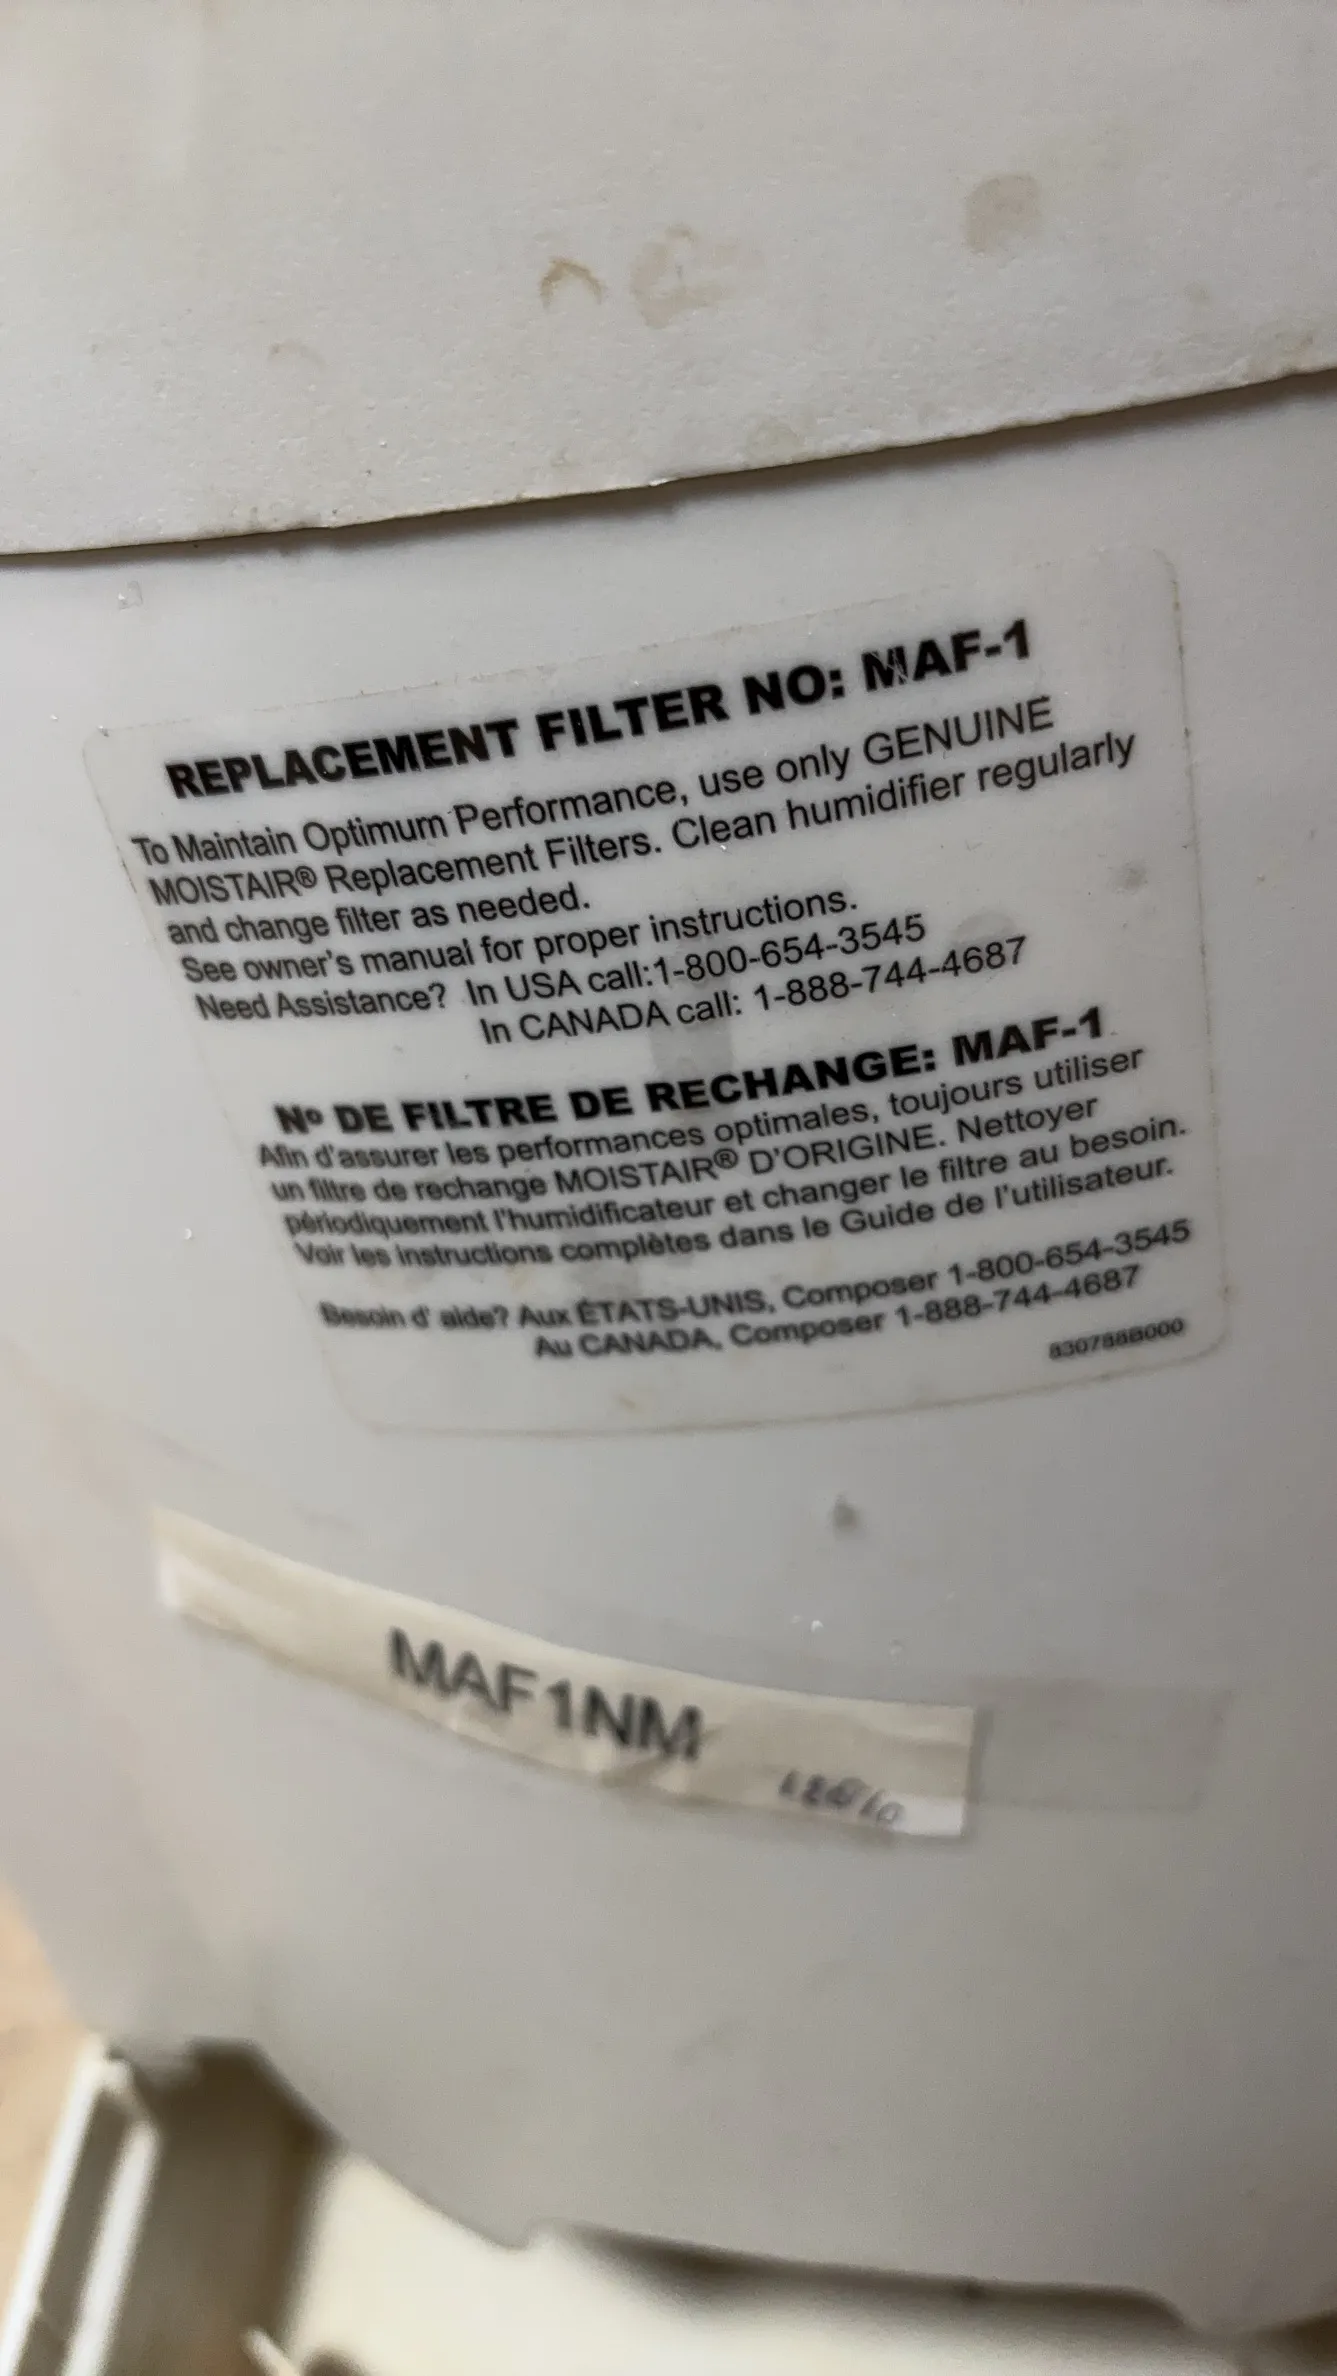 REPLACEMENT FILTER NO: MAF-1
To Maintain Optimum Performance, use only GENUINE
MOISTAIR® Replacement Filters. Clean humidifier regularly
and change filter as needed.
See owner's manual for proper instructions.
Need Assistance? In USA call:1-800-654-3545
In CANADA call: 1-888-744-4687
Nº DE FILTRE DE RECHANGE: MAF-1
Afin d'assurer les performances optimales, toujours utiliser
un filtre de rechange MOISTAIR® D'ORIGINE. Nettoyer
périodiquement l'humidificateur et changer le filtre au besoin.
Voir les instructions complètes dans le Guide de l'utilisateur.
Besoin d' aide? Aux ÉTATS-UNIS, Composer 1-800-654-3545
Au CANADA, Composer 1-888-744-4687
830788B000
MAF1NM